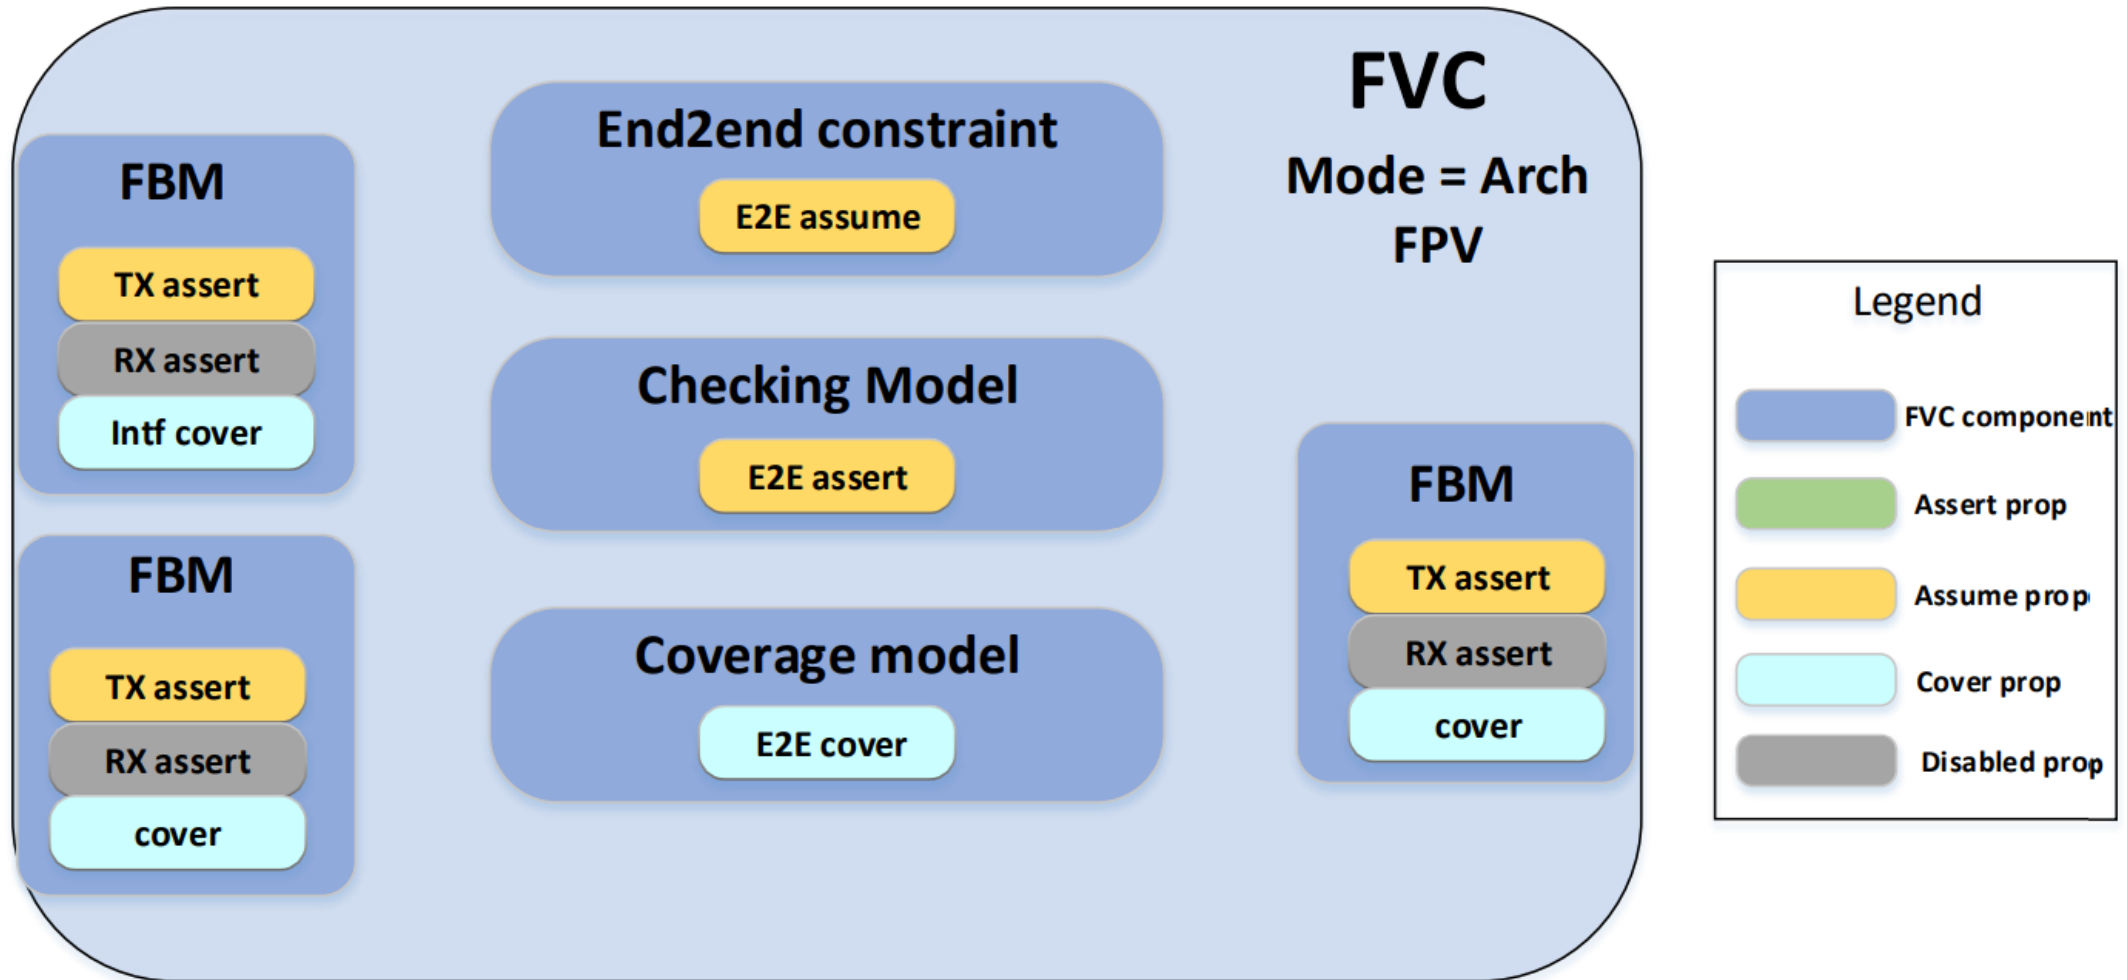 FVC
Mode = Arch
FPV
FBM
TX assert
RX assert
Intf cover
FBM
TX assert
RX assert
cover
End2end constraint
E2E assume
Checking Model
E2E assert
Coverage model
E2E cover
FBM
TX assert
RX assert
cover
Legend
FVC component
Assert prop
Assume prop
Cover prop
Disabled prop